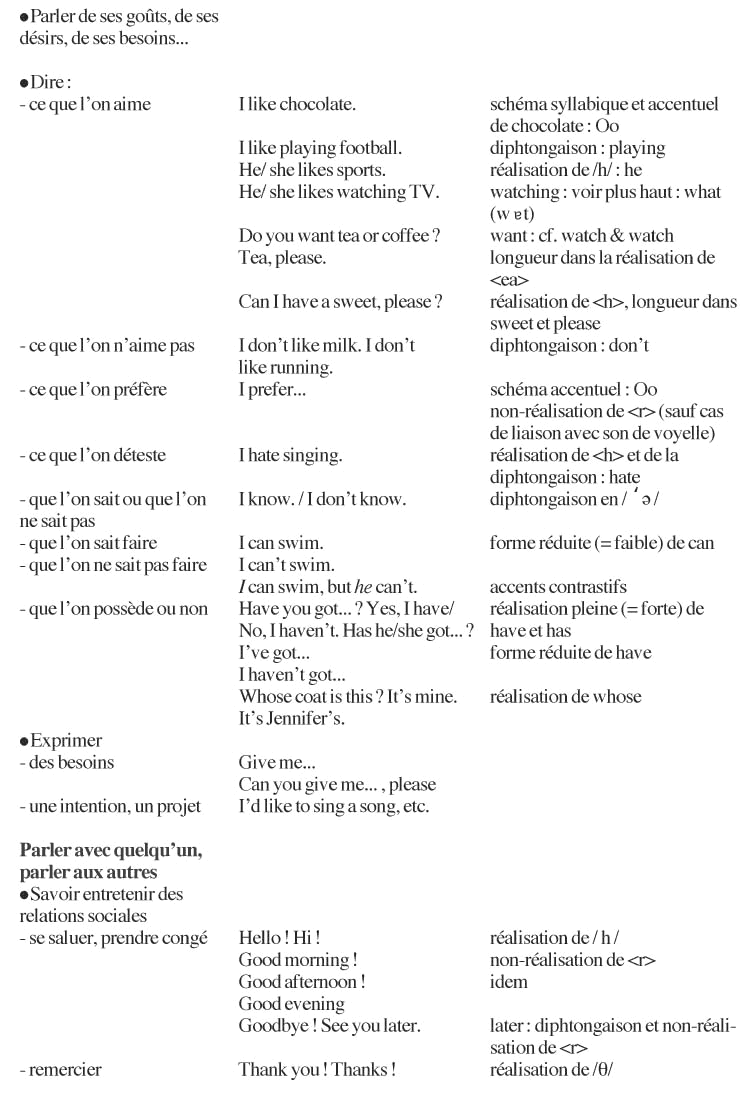 ●Parler de ses goûts, de ses
désirs, de ses besoins...
●Dire :
- ce que l’on aime I like chocolate. schéma syllabique et accentuel
de chocolate : Oo
I like playing football. diphtongaison : playing
He/ she likes sports. réalisation de /h/ : he
He/ she likes watching TV. watching : voir plus haut : what
(w ɐt)
Do you want tea or coffee ? want : cf. watch & watch
Tea, please. longueur dans la réalisation de
<ea>
Can I have a sweet, please ? réalisation de <h>, longueur dans
sweet et please
- ce que l’on n’aime pas I don’t like milk. I don’t diphtongaison : don’t
like running.
- ce que l’on préfère I prefer... schéma accentuel : Oo
non-réalisation de <r> (sauf cas
de liaison avec son de voyelle)
- ce que l’on déteste I hate singing. réalisation de <h> et de la
diphtongaison : hate
- que l’on sait ou que l’on I know. / I don’t know. diphtongaison en / ‘ə /
ne sait pas
- que l’on sait faire I can swim. forme réduite (= faible) de can
- que l’on ne sait pas faire I can’t swim.
I can swim, but he can’t. accents contrastifs
- que l’on possède ou non Have you got... ? Yes, I have/ réalisation pleine (= forte) de
No, I haven’t. Has he/she got... ? have et has
I’ve got... forme réduite de have
I haven’t got...
Whose coat is this ? It’s mine. réalisation de whose
It’s Jennifer’s.
●Exprimer
- des besoins Give me...
Can you give me... , please
- une intention, un projet I’d like to sing a song, etc.
Parler avec quelqu’un,
parler aux autres
●Savoir entretenir des
relations sociales
- se saluer, prendre congé Hello ! Hi ! réalisation de / h /
Good morning ! non-réalisation de <r>
Good afternoon ! idem
Good evening
Goodbye ! See you later. later : diphtongaison et non-réali-
sation de <r>
- remercier Thank you ! Thanks ! réalisation de /θ/